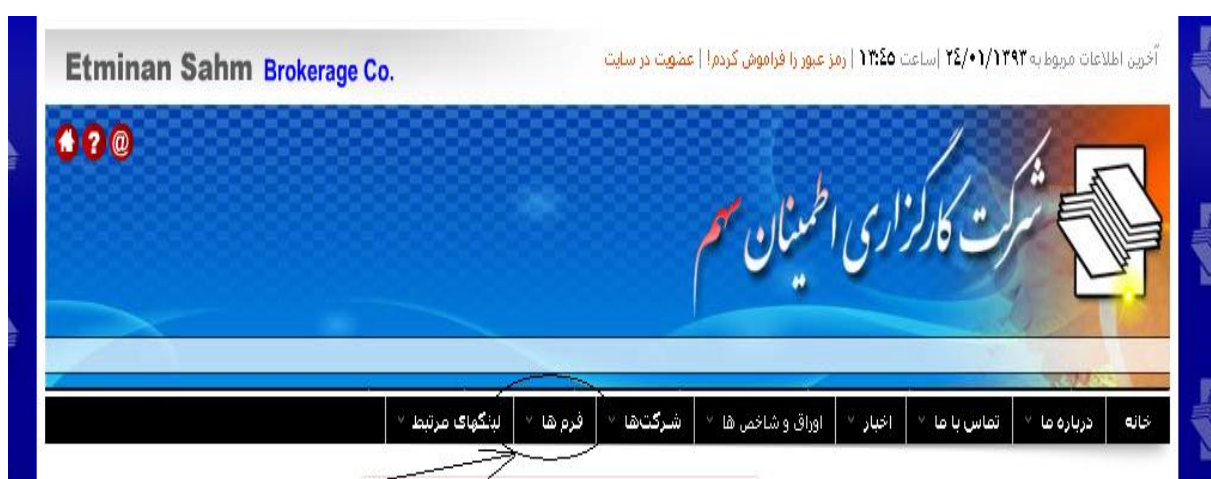 Etminan Sahm Brokerage Co.
آخرین اطلاعات مربوط به ۲٤/۰۱/۱۳۹۳ |ساعت ۱۳:٤۵ | رمز عبور را فراموش کردم! | عضویت در سایت
شرکت کارگزاری اطمینان سهم
خانه درباره ما تماس با ما اخبار اوراق و شاخص ها شرکت‌ها فرم ها لینکهای مرتبط